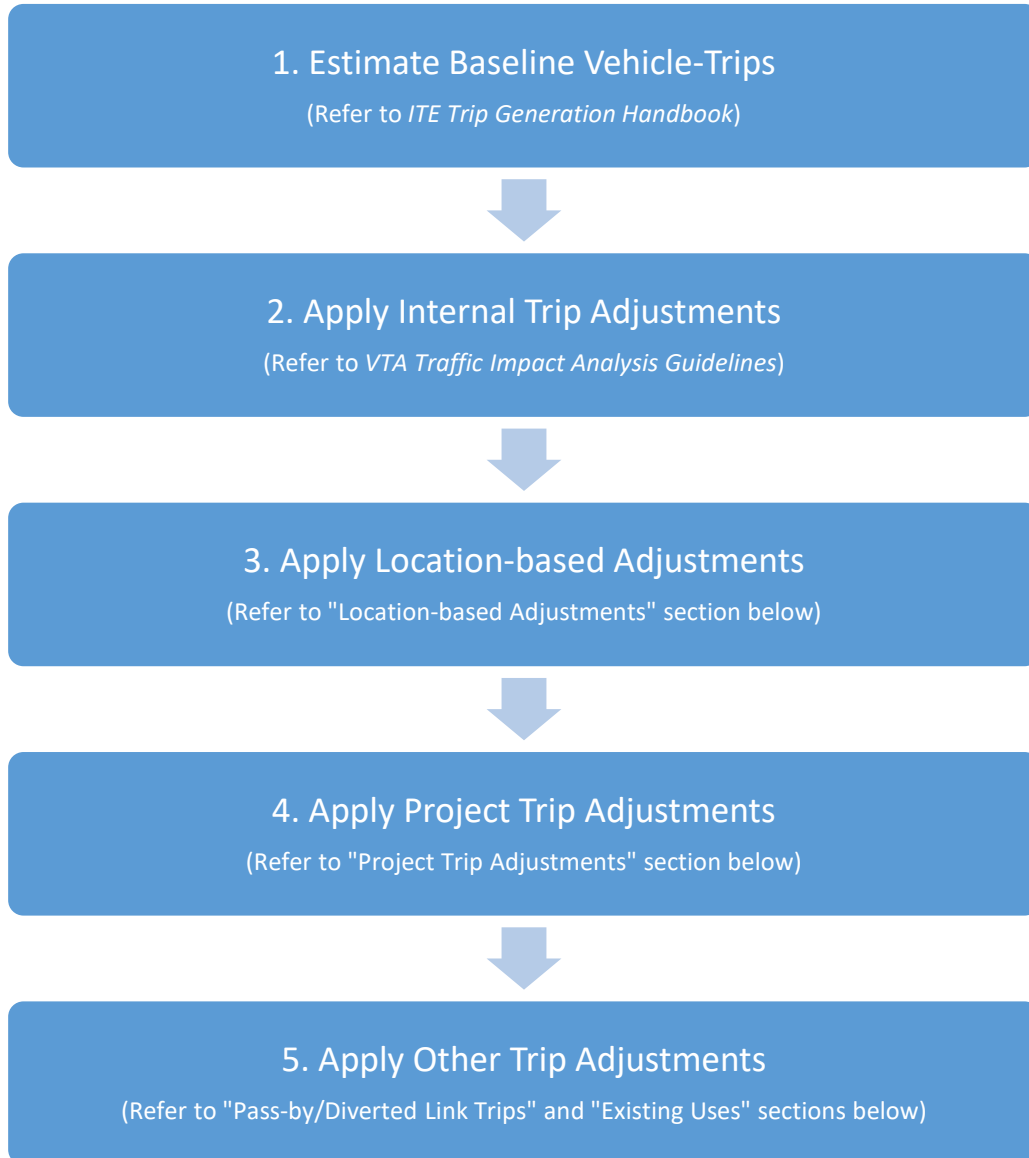 1. Estimate Baseline Vehicle-Trips
(Refer to ITE Trip Generation Handbook)
2. Apply Internal Trip Adjustments
(Refer to VTA Traffic Impact Analysis Guidelines)
3. Apply Location-based Adjustments
(Refer to "Location-based Adjustments" section below)
4. Apply Project Trip Adjustments
(Refer to "Project Trip Adjustments" section below)
5. Apply Other Trip Adjustments
(Refer to "Pass-by/Diverted Link Trips" and "Existing Uses" sections below)